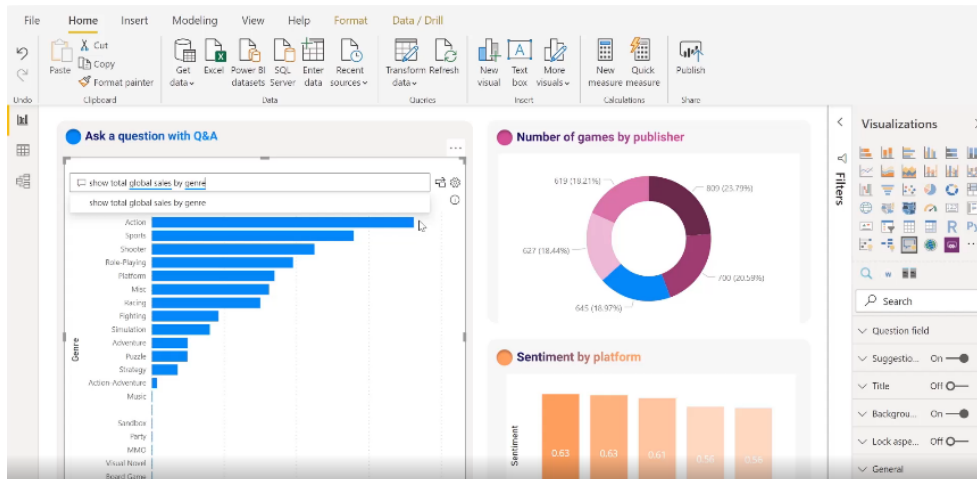 File Home Insert Modeling View Help Format Data / Drill
Cut
Copy
Format painter
Paste
Get data
Excel
Power BI datasets
SQL Server
Enter data
Recent sources
Transform data
Refresh
New visual
Text box
More visuals
New measure
Quick measure
Publish
Undo Clipboard Data Queries Insert Calculations Share
Ask a question with Q&A
show total global sales by genre
show total global sales by genre
Genre
Action
Sports
Shooter
Role-Playing
Platform
Misc
Racing
Fighting
Simulation
Adventure
Puzzle
Strategy
Action-Adventure
Music
Sandbox
Party
MMO
Visual Novel
Board Game
Number of games by publisher
619 (18.21%)
809 (23.79%)
627 (18.44%)
700 (20.59%)
645 (18.97%)
Sentiment by platform
Sentiment
0.63 0.63 0.61 0.56 0.56
Filters
Visualizations
R Py
Search
Question field
Suggestio... On
Title Off
Backgrou... On
Lock aspe... Off
General